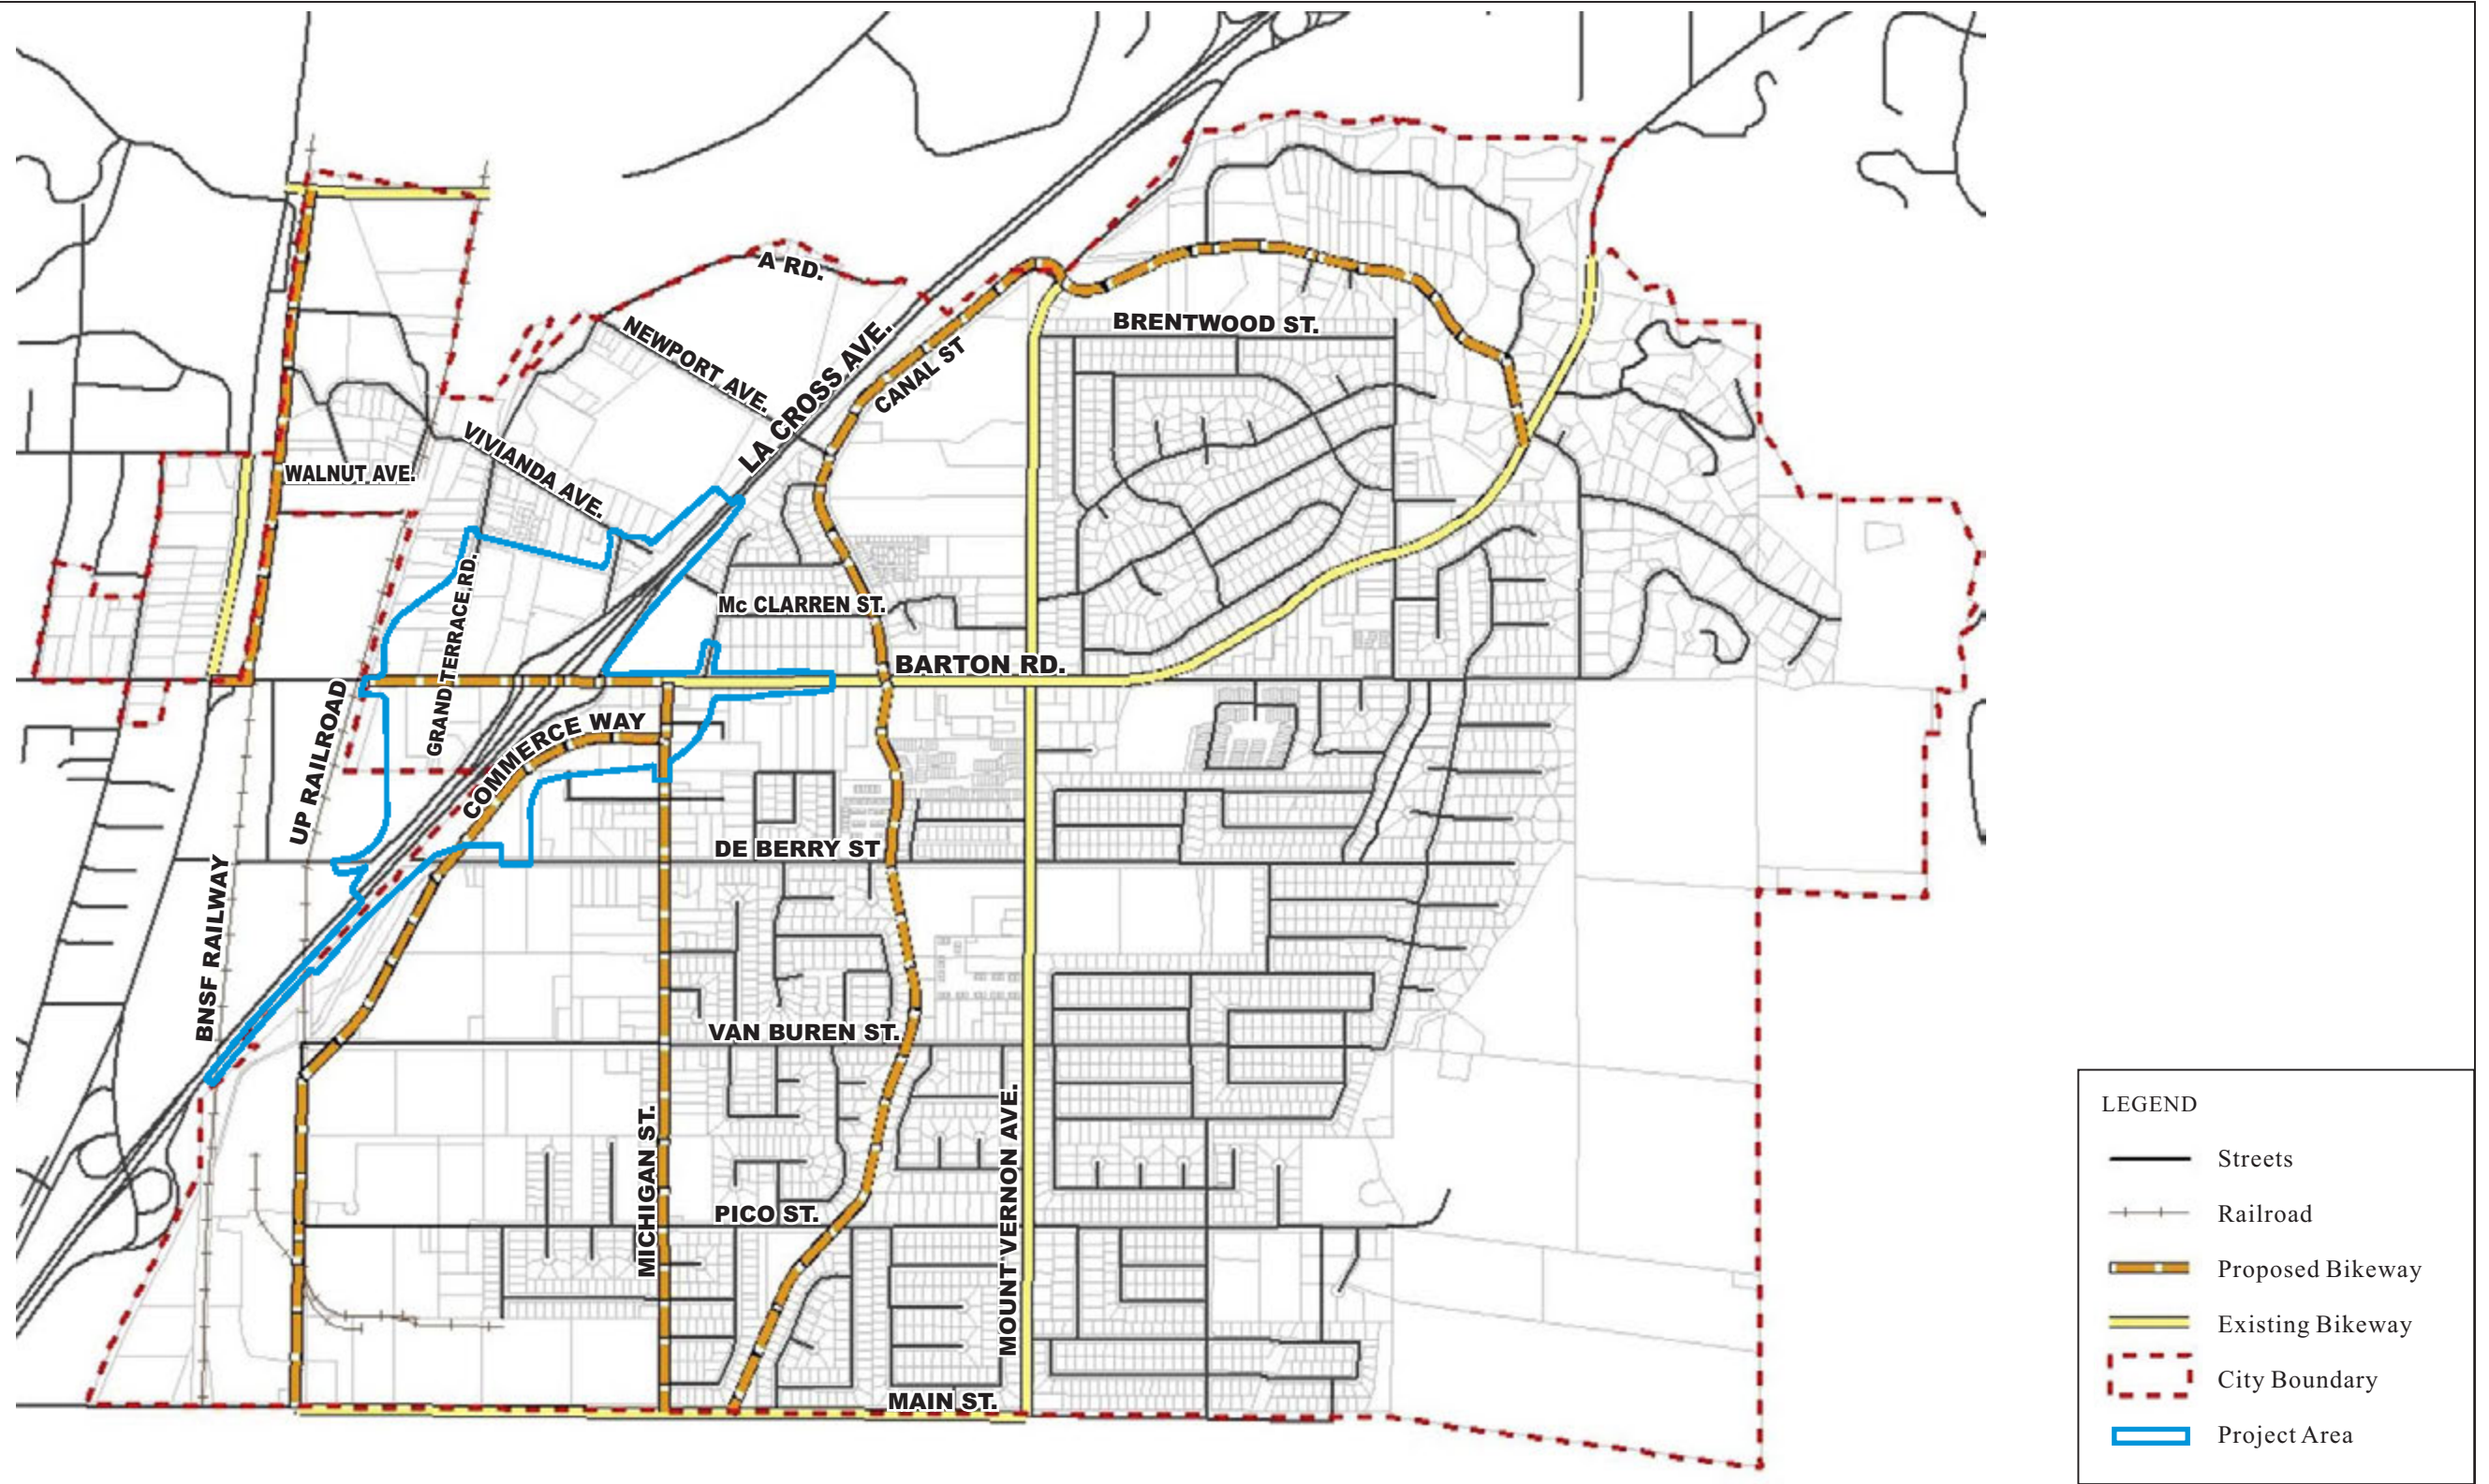 A RD.
BRENTWOOD ST.
NEWPORT AVE.
LA CROSS AVE.
CANAL ST
VIVIANDA AVE.
WALNUT AVE.
GRAND TERRACE RD.
Mc CLARREN ST.
BARTON RD.
UP RAILROAD
COMMERCE WAY
DE BERRY ST
BNSF RAILWAY
VAN BUREN ST.
MICHIGAN ST.
MOUNT VERNON AVE.
PICO ST.
MAIN ST.
LEGEND
Streets
Railroad
Proposed Bikeway
Existing Bikeway
City Boundary
Project Area